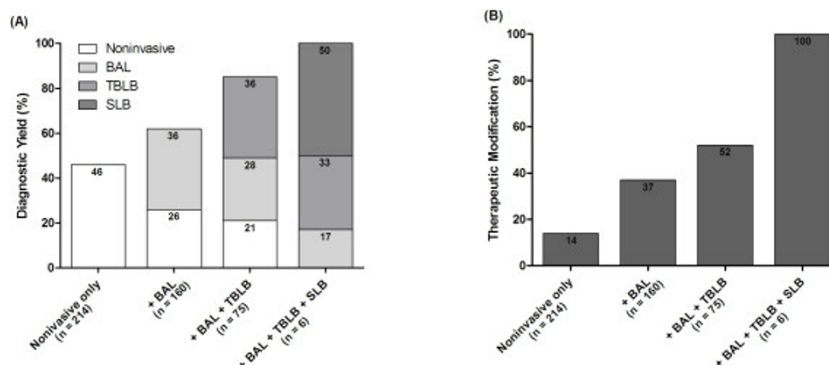 (A)
Noninvasive
BAL
TBLB
SLB
Diagnostic Yield (%)
100
80
60
40
20
0
46
36
26
36
28
21
50
33
17
Noninvasive only
(n = 214)
+ BAL
(n = 160)
+ BAL + TBLB
(n = 75)
+ BAL + TBLB + SLB
(n = 6)
(B)
Therapeutic Modification (%)
100
80
60
40
20
0
14
37
52
100
Noninvasive only
(n = 214)
+ BAL
(n = 160)
+ BAL + TBLB
(n = 75)
+ BAL + TBLB + SLB
(n = 6)